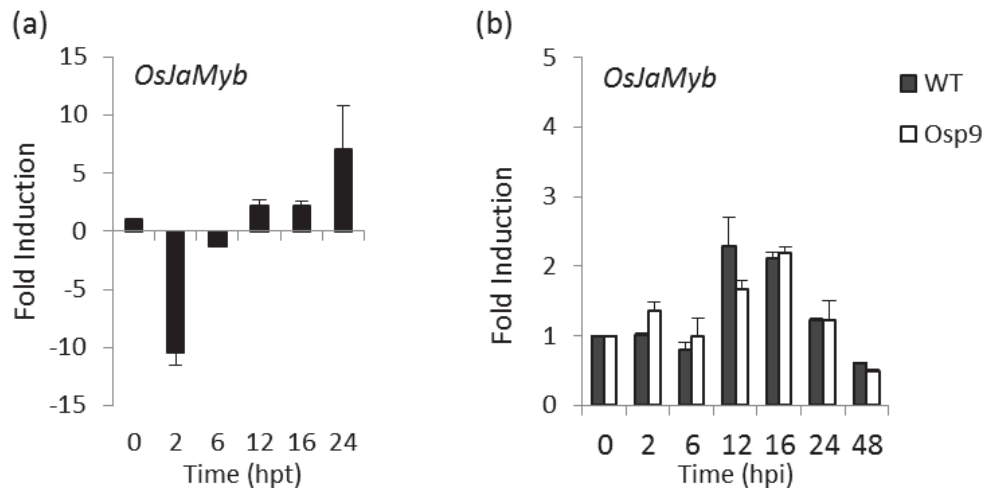 (a)
OsJaMyb
Fold Induction
15
10
5
0
-5
-10
-15
0 2 6 12 16 24
Time (hpt)
(b)
OsJaMyb
Fold Induction
5
4
3
2
1
0
0 2 6 12 16 24 48
Time (hpi)
WT
Osp9